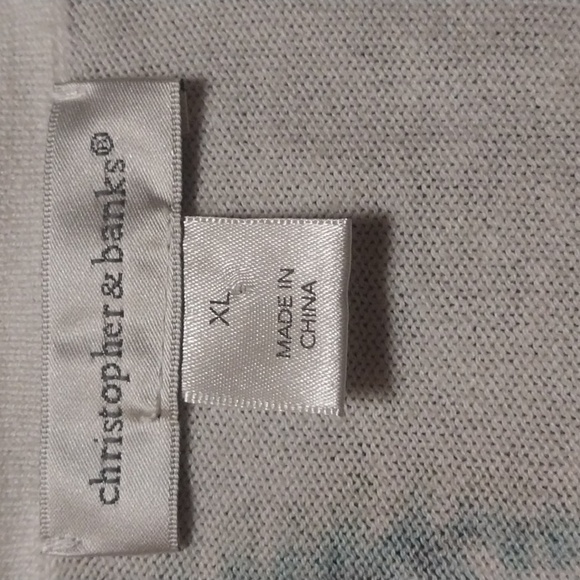 christopher & banks®
XL
MADE IN
CHINA